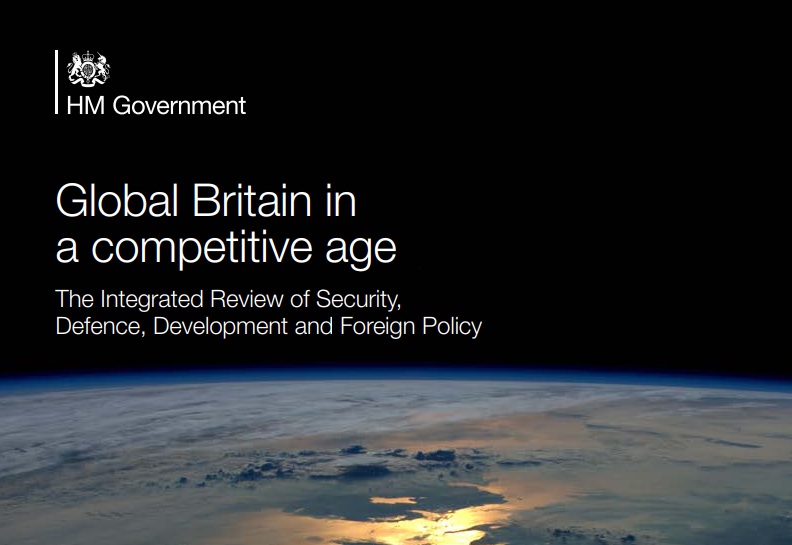 HM Government
Global Britain in
a competitive age
The Integrated Review of Security,
Defence, Development and Foreign Policy